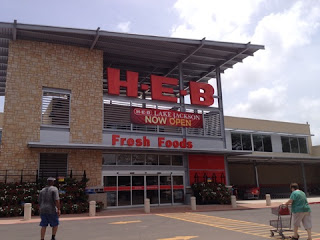 H-E-B
H-E-B LAKE JACKSON
NOW OPEN
Fresh Foods